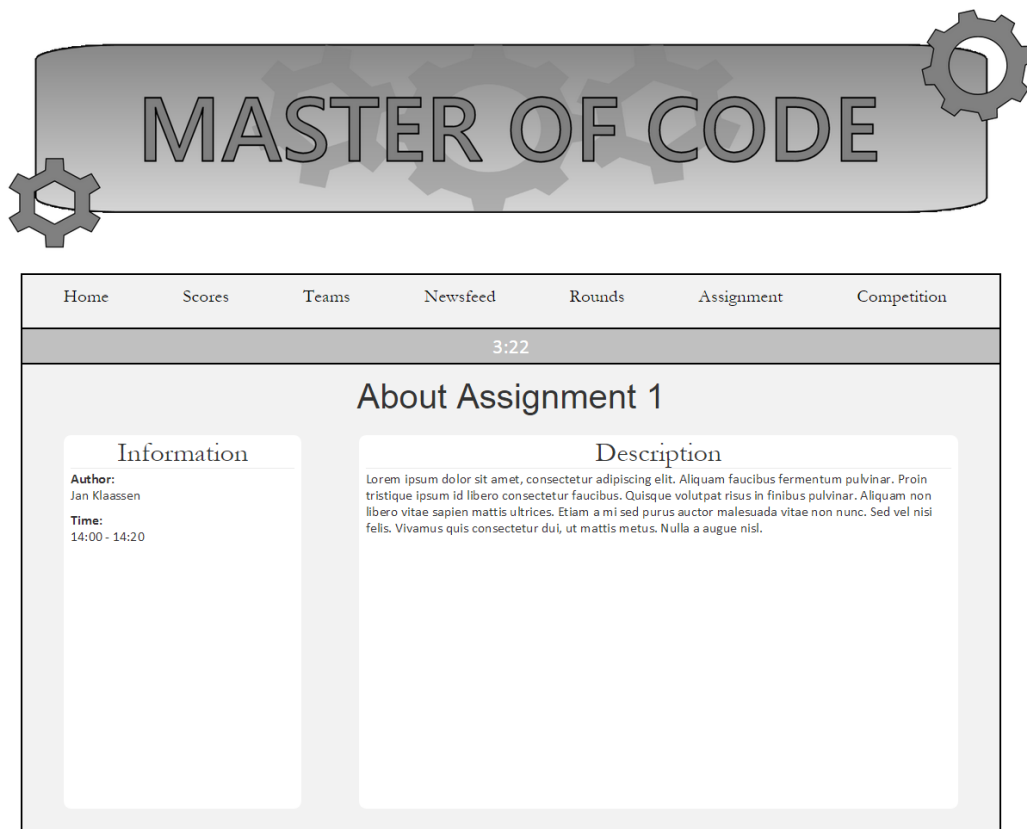 MASTER OF CODE
Home Scores Teams Newsfeed Rounds Assignment Competition
3:22
About Assignment 1
Information
Author:
Jan Klaassen
Time:
14:00 - 14:20
Description
Lorem ipsum dolor sit amet, consectetur adipiscing elit. Aliquam faucibus fermentum pulvinar. Proin
tristique ipsum id libero consectetur faucibus. Quisque volutpat risus in finibus pulvinar. Aliquam non
libero vitae sapien mattis ultrices. Etiam a mi sed purus auctor malesuada vitae non nunc. Sed vel nisi
felis. Vivamus quis consectetur dui, ut mattis metus. Nulla a augue nisl.